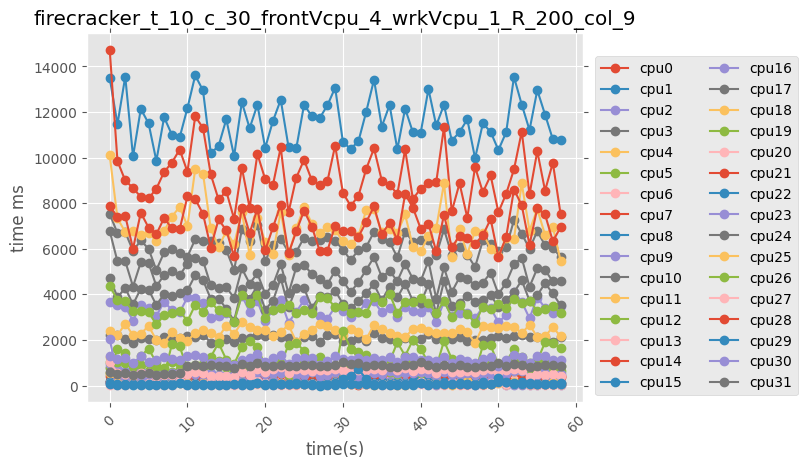 firecracker_t_10_c_30_frontVcpu_4_wrkVcpu_1_R_200_col_9
time ms
14000
12000
10000
8000
6000
4000
2000
0
0
10
20
30
40
50
60
time(s)
cpu0
cpu1
cpu2
cpu3
cpu4
cpu5
cpu6
cpu7
cpu8
cpu9
cpu10
cpu11
cpu12
cpu13
cpu14
cpu15
cpu16
cpu17
cpu18
cpu19
cpu20
cpu21
cpu22
cpu23
cpu24
cpu25
cpu26
cpu27
cpu28
cpu29
cpu30
cpu31